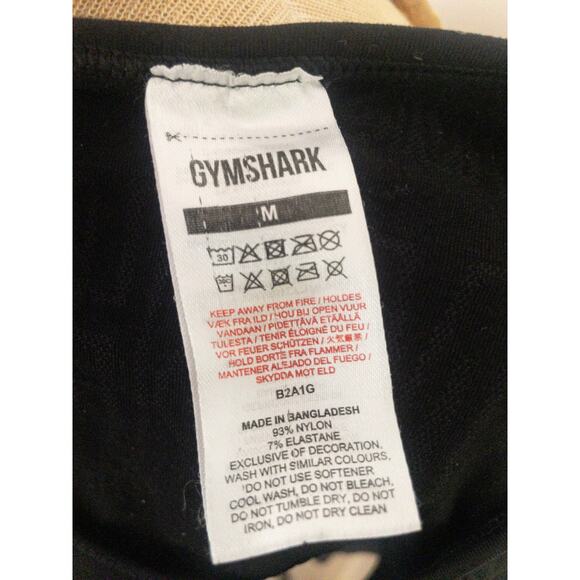 GYMSHARK
M
30
KEEP AWAY FROM FIRE / HOLDES
VÆK FRA ILD / HOU BIJ OPEN VUUR
VANDAAN / PIDETTÄVÄ ETÄÄLLÄ
TULESTA / TENIR ÉLOIGNÉ DU FEU /
VOR FEUER SCHÜTZEN / 火気厳禁 /
HOLD BORTE FRA FLAMMER /
MANTENER ALEJADO DEL FUEGO /
SKYDDA MOT ELD
B2A1G
MADE IN BANGLADESH
93% NYLON
7% ELASTANE
EXCLUSIVE OF DECORATION.
WASH WITH SIMILAR COLOURS.
DO NOT USE SOFTENER
COOL WASH, DO NOT BLEACH,
DO NOT TUMBLE DRY, DO NOT
IRON, DO NOT DRY CLEAN